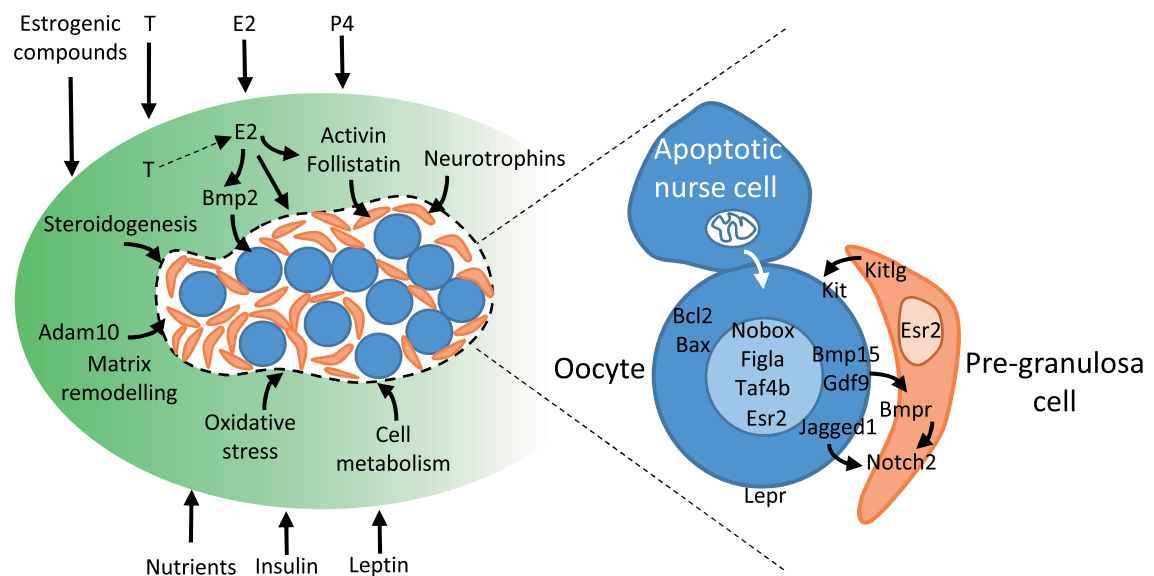 Estrogenic
compounds
T
E2
P4
E2
T
Activin
Follistatin
Neurotrophins
Bmp2
Steroidogenesis
Adam10
Matrix
remodelling
Oxidative
stress
Cell
metabolism
Nutrients
Insulin
Leptin
Apoptotic
nurse cell
Oocyte
Bcl2
Bax
Nobox
Figla
Taf4b
Esr2
Kit
Kitlg
Esr2
Bmp15
Gdf9
Bmpr
Jagged1
Notch2
Lepr
Pre-granulosa
cell